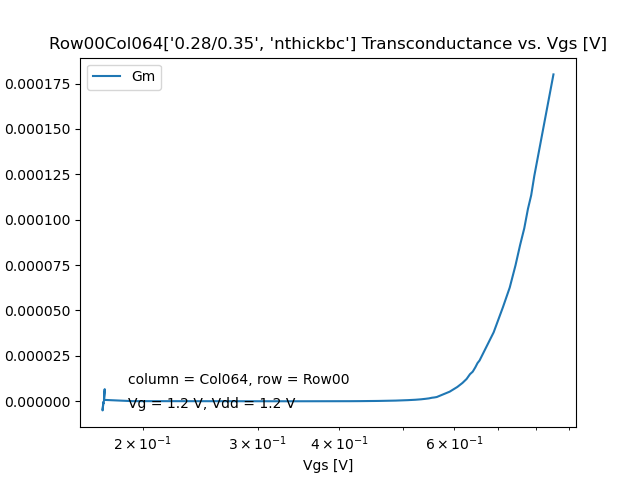 Row00Col064['0.28/0.35', 'nthickbc'] Transconductance vs. Vgs [V]
Gm
0.000175
0.000150
0.000125
0.000100
0.000075
0.000050
0.000025
0.000000
column = Col064, row = Row00
Vg = 1.2 V, Vdd = 1.2 V
2 × 10⁻¹ 3 × 10⁻¹ 4 × 10⁻¹ 6 × 10⁻¹
Vgs [V]